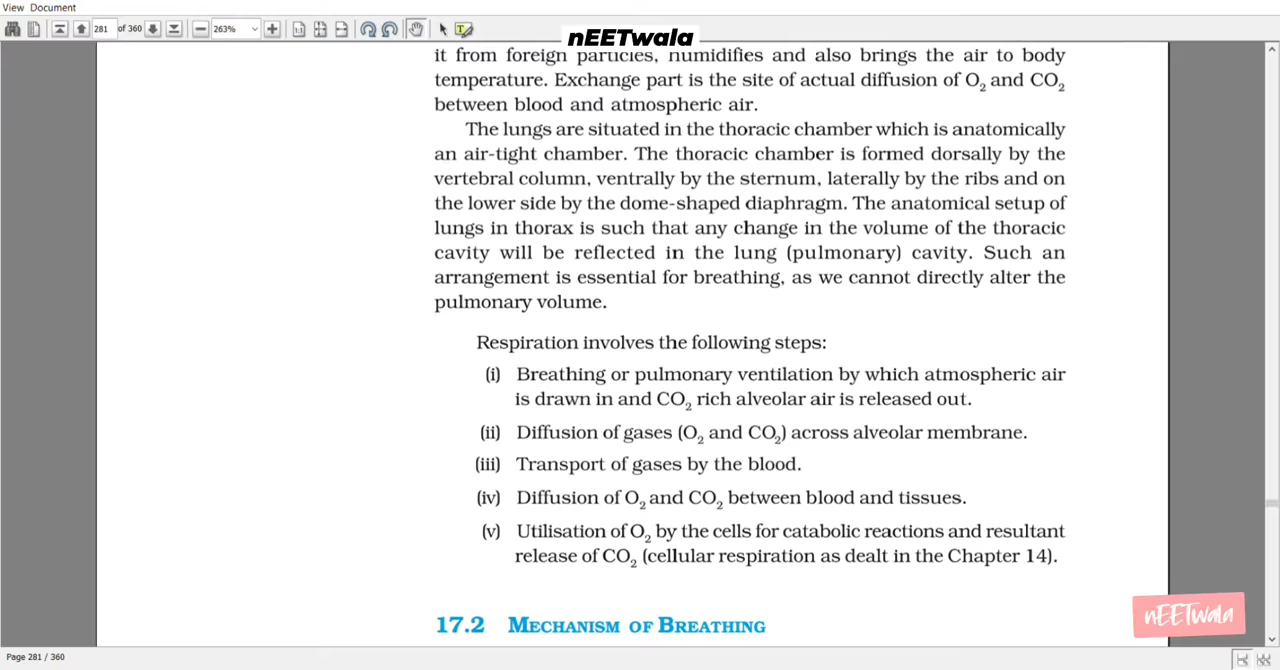 View Document
281 of 360 263%
nEETwala
it from foreign particles, humidifies and also brings the air to body
temperature. Exchange part is the site of actual diffusion of O2 and CO2
between blood and atmospheric air.
The lungs are situated in the thoracic chamber which is anatomically
an air-tight chamber. The thoracic chamber is formed dorsally by the
vertebral column, ventrally by the sternum, laterally by the ribs and on
the lower side by the dome-shaped diaphragm. The anatomical setup of
lungs in thorax is such that any change in the volume of the thoracic
cavity will be reflected in the lung (pulmonary) cavity. Such an
arrangement is essential for breathing, as we cannot directly alter the
pulmonary volume.
Respiration involves the following steps:
(i) Breathing or pulmonary ventilation by which atmospheric air
is drawn in and CO2 rich alveolar air is released out.
(ii) Diffusion of gases (O2 and CO2) across alveolar membrane.
(iii) Transport of gases by the blood.
(iv) Diffusion of O2 and CO2 between blood and tissues.
(v) Utilisation of O2 by the cells for catabolic reactions and resultant
release of CO2 (cellular respiration as dealt in the Chapter 14).
17.2 MECHANISM OF BREATHING
nEETwala
Page 281 / 360